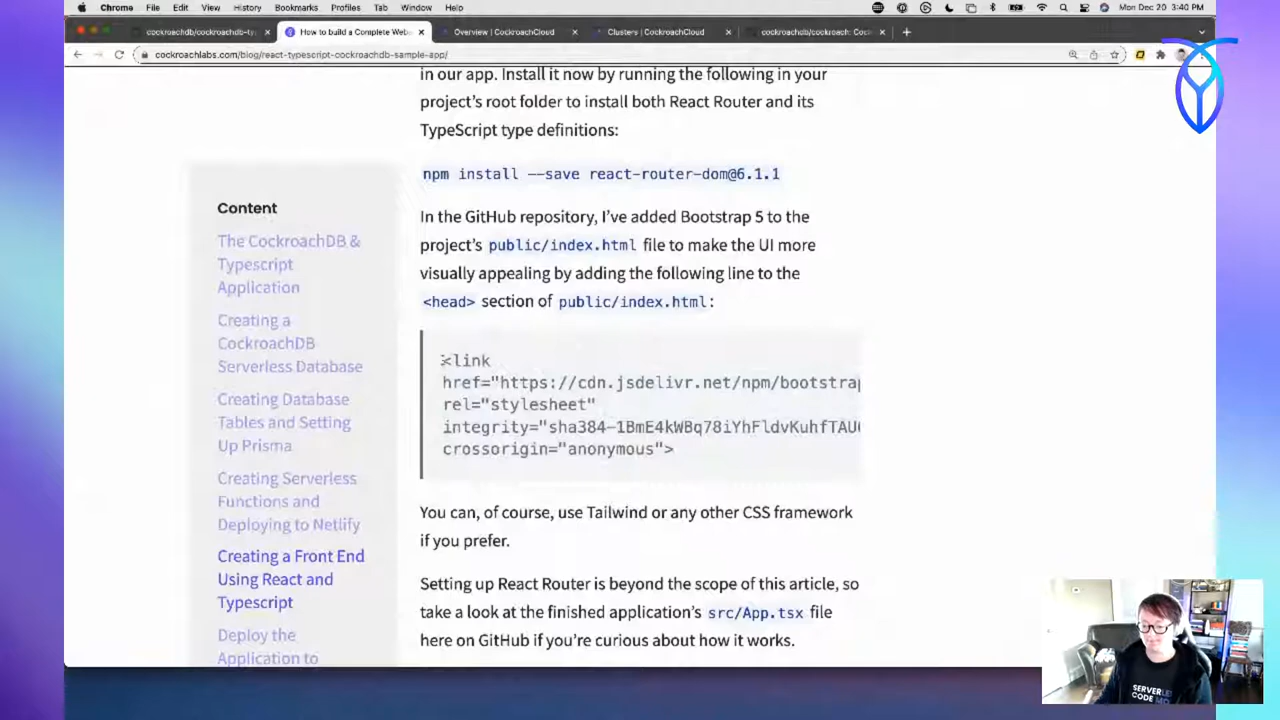 Chrome File Edit View History Bookmarks Profiles Tab Window Help Mon Dec 20 3:40 PM
cockroachdb/cockroachdb-ty
How to build a Complete Web
Overview | CockroachCloud
Clusters | CockroachCloud
cockroachdb/cockroach: Coc
cockroachlabs.com/blog/react-typescript-cockroachdb-sample-app/
in our app. Install it now by running the following in your
project's root folder to install both React Router and its
TypeScript type definitions:
npm install --save react-router-dom@6.1.1
In the GitHub repository, I've added Bootstrap 5 to the
project's public/index.html file to make the UI more
visually appealing by adding the following line to the
<head> section of public/index.html:
<link
href="https://cdn.jsdelivr.net/npm/bootstrap
rel="stylesheet"
integrity="sha384-1BmE4kWBq78iYhFldvKuhfTAU
crossorigin="anonymous">
You can, of course, use Tailwind or any other CSS framework
if you prefer.
Setting up React Router is beyond the scope of this article, so
take a look at the finished application's src/App.tsx file
here on GitHub if you're curious about how it works.
Content
The CockroachDB &
Typescript
Application
Creating a
CockroachDB
Serverless Database
Creating Database
Tables and Setting
Up Prisma
Creating Serverless
Functions and
Deploying to Netlify
Creating a Front End
Using React and
Typescript
Deploy the
Application to
SERVERLE
CODE MO